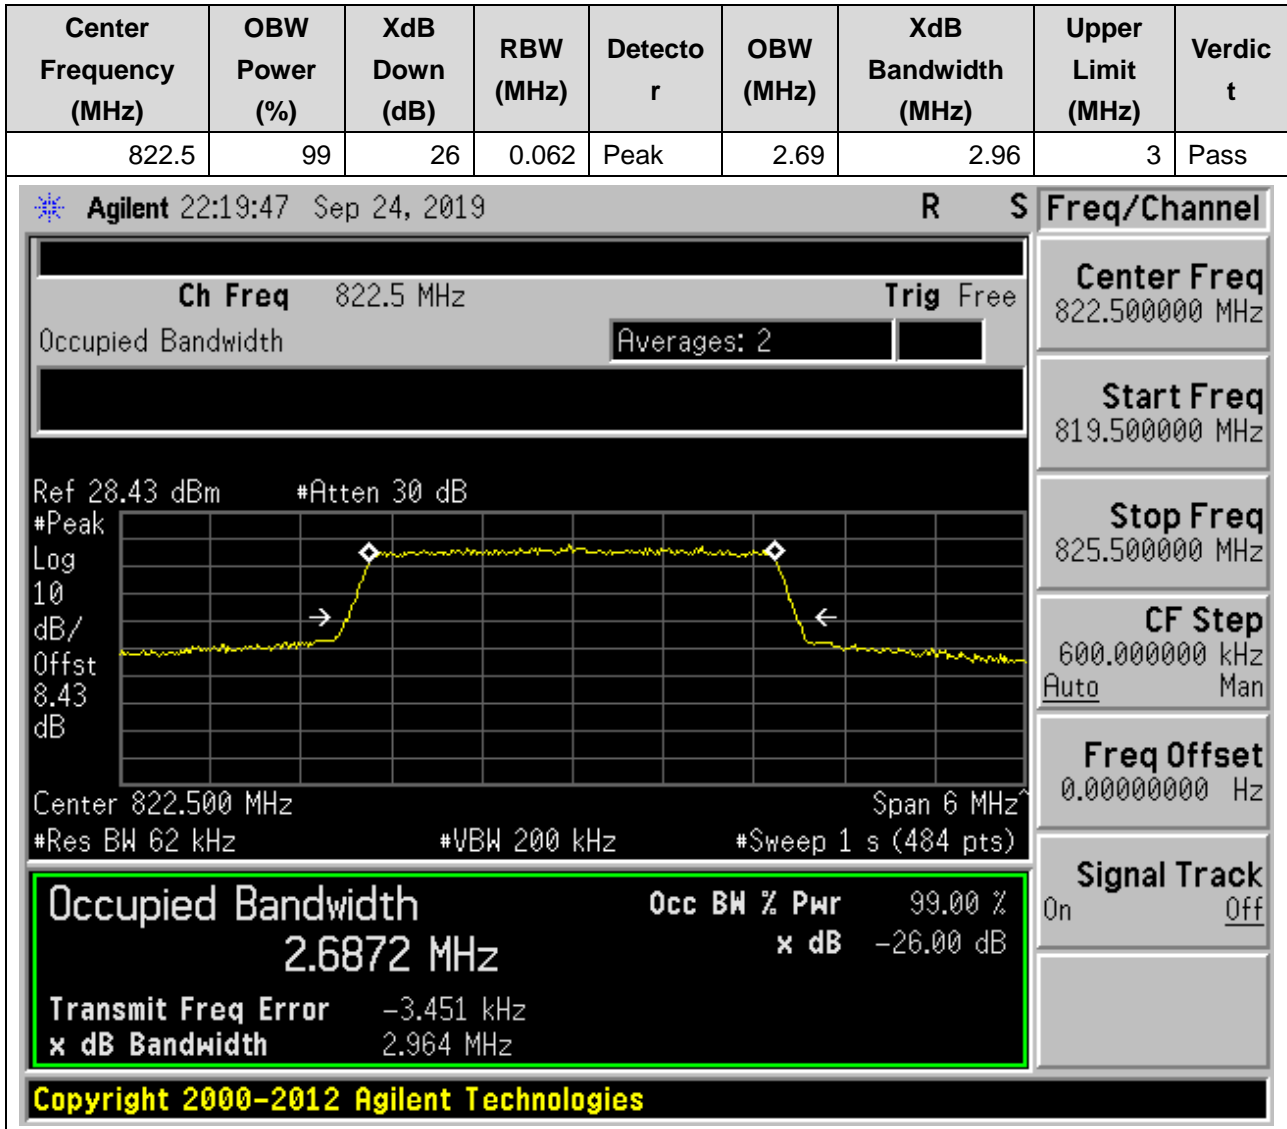 Center Frequency (MHz) OBW Power (%) XdB Down (dB) RBW (MHz) Detecto r OBW (MHz) XdB Bandwidth (MHz) Upper Limit (MHz) Verdic t
822.5 99 26 0.062 Peak 2.69 2.96 3 Pass
Agilent 22:19:47 Sep 24, 2019 R S
Ch Freq 822.5 MHz Trig Free
Occupied Bandwidth Averages: 2
Ref 28.43 dBm #Atten 30 dB
#Peak
Log
10
dB/
Offst
8.43
dB
Center 822.500 MHz Span 6 MHz^
#Res BW 62 kHz #VBW 200 kHz #Sweep 1 s (484 pts)
Occupied Bandwidth
2.6872 MHz
Occ BW % Pwr 99.00 %
x dB -26.00 dB
Transmit Freq Error -3.451 kHz
x dB Bandwidth 2.964 MHz
Copyright 2000-2012 Agilent Technologies
Freq/Channel
Center Freq
822.500000 MHz
Start Freq
819.500000 MHz
Stop Freq
825.500000 MHz
CF Step
600.000000 kHz
Auto Man
Freq Offset
0.00000000 Hz
Signal Track
On Off